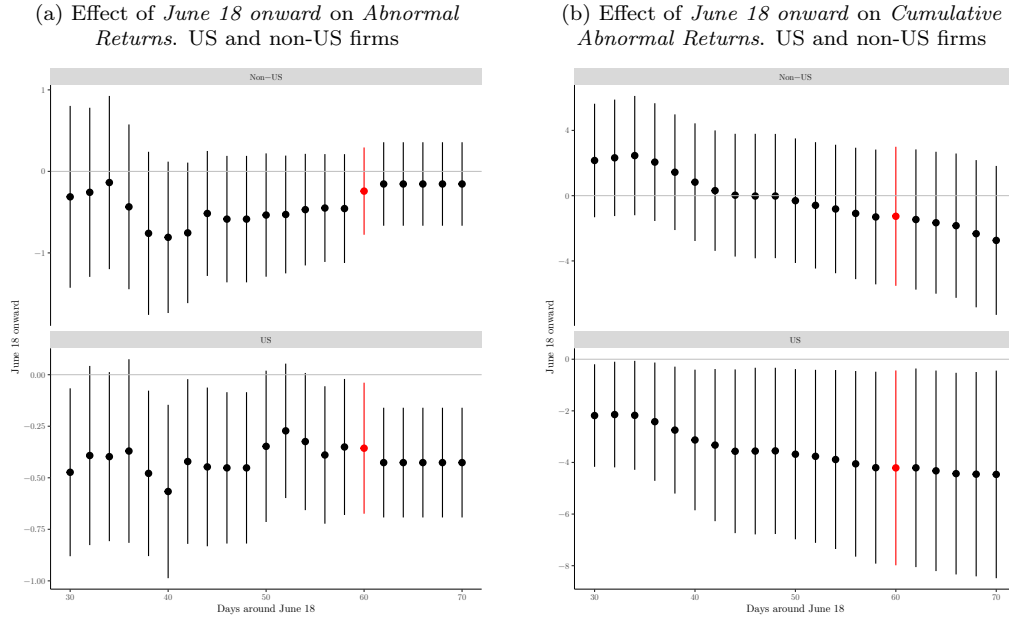 (a) Effect of June 18 onward on Abnormal
Returns. US and non-US firms
Non−US
1
0
−1
US
0.00
−0.25
−0.50
−0.75
−1.00
30
40
50
60
70
Days around June 18
June 18 onward
(b) Effect of June 18 onward on Cumulative
Abnormal Returns. US and non-US firms
Non−US
4
0
−4
US
0
−2
−4
−6
−8
30
40
50
60
70
Days around June 18
June 18 onward